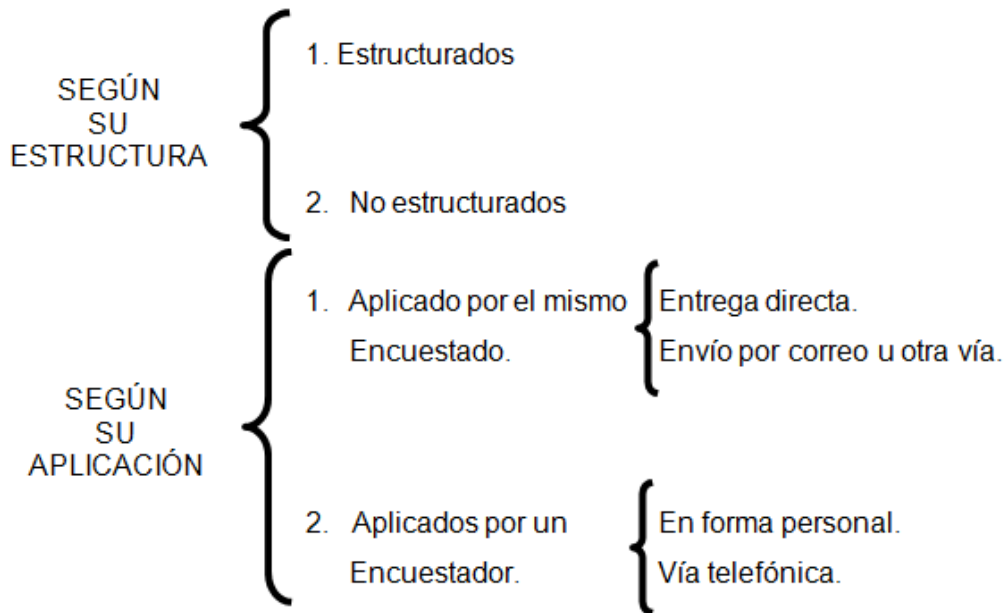 SEGÚN
SU
ESTRUCTURA
1. Estructurados
2. No estructurados
SEGÚN
SU
APLICACIÓN
1. Aplicado por el mismo
Encuestado.
Entrega directa.
Envío por correo u otra vía.
2. Aplicados por un
Encuestador.
En forma personal.
Vía telefónica.